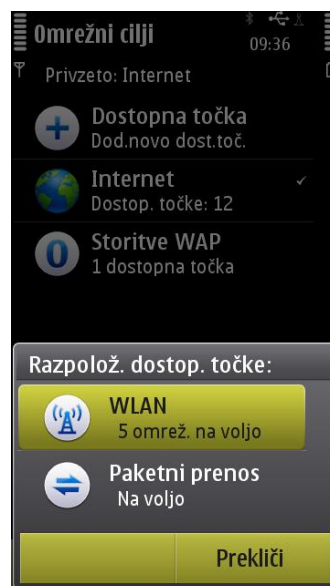 Omrežni cilji
09:36
Privzeto: Internet
Dostopna točka
Dod.novo dost.toč.
Internet
Dostop. točke: 12
Storitve WAP
1 dostopna točka
Razpolož. dostop. točke:
WLAN
5 omrež. na voljo
Paketni prenos
Na voljo
Prekliči